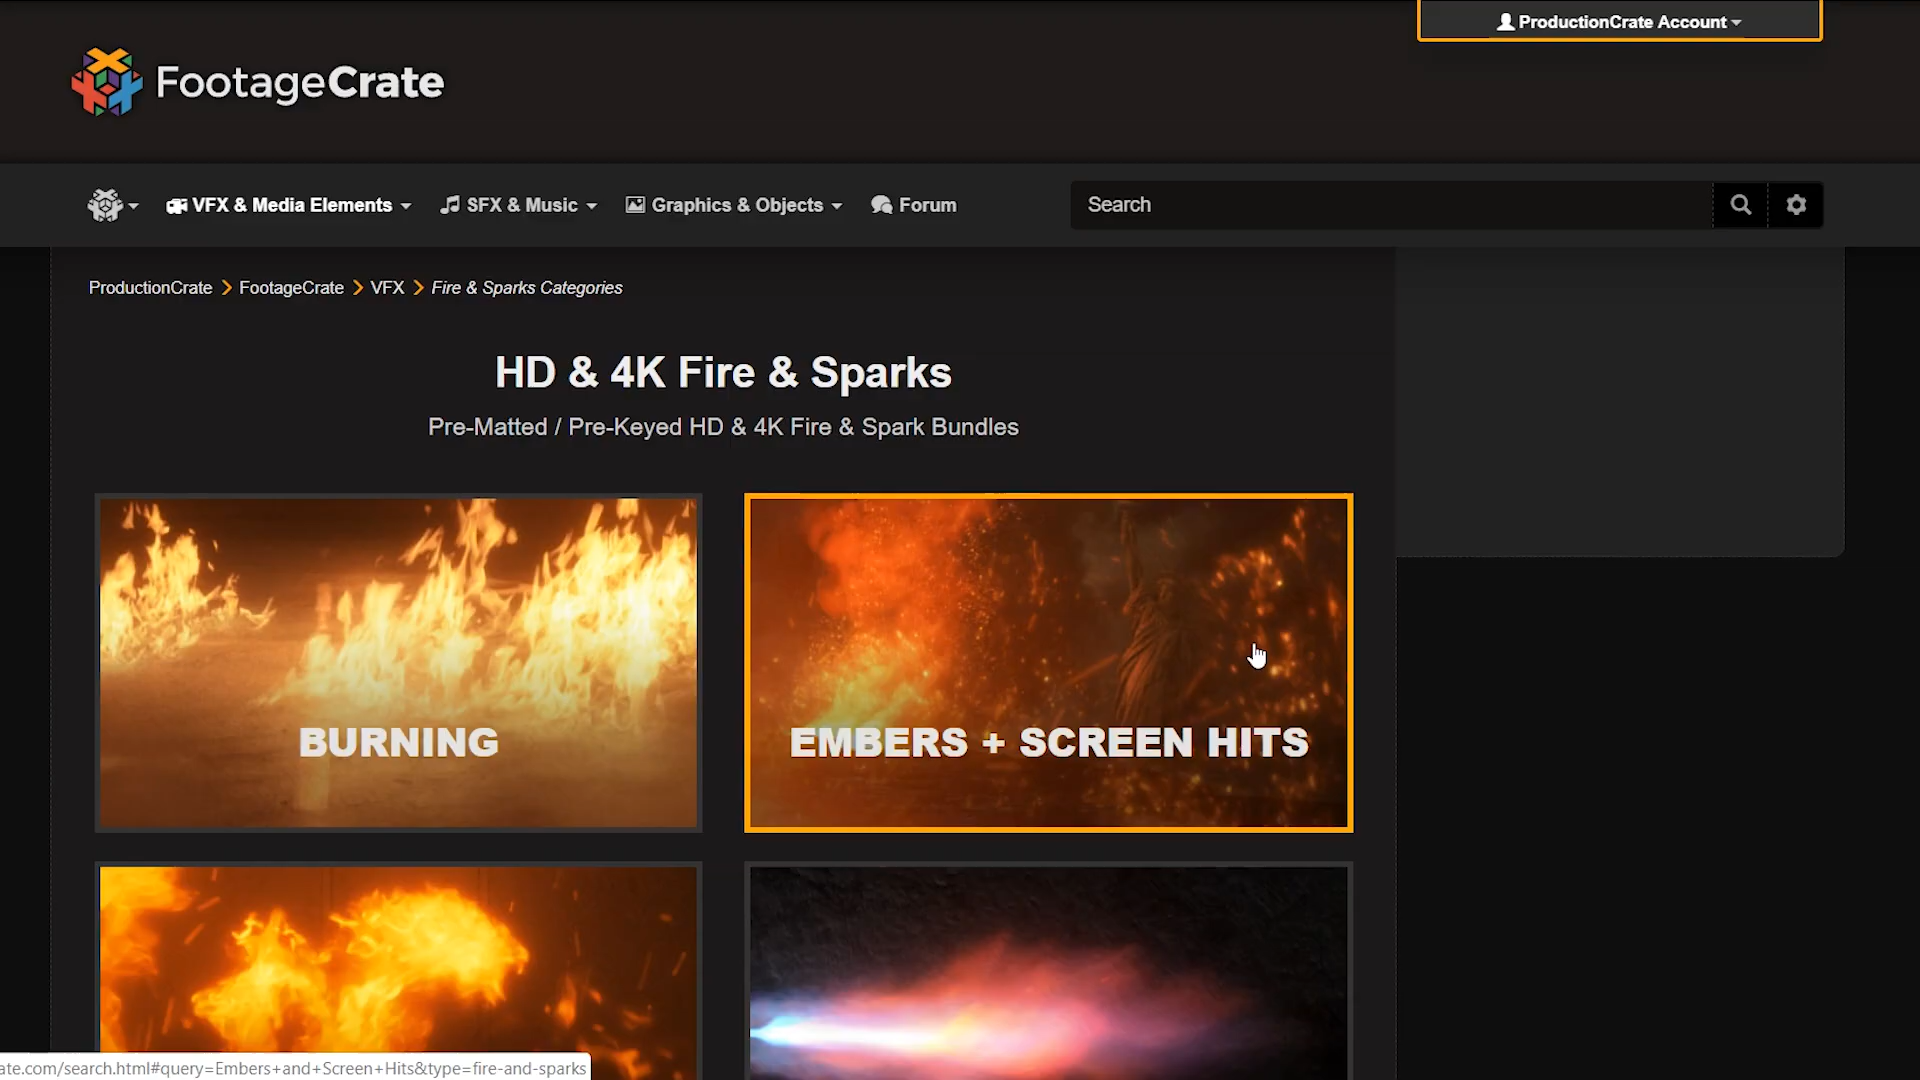 ProductionCrate Account
FootageCrate
VFX & Media Elements
SFX & Music
Graphics & Objects
Forum
Search
ProductionCrate
FootageCrate
VFX
Fire & Sparks Categories
HD & 4K Fire & Sparks
Pre-Matted / Pre-Keyed HD & 4K Fire & Spark Bundles
BURNING
EMBERS + SCREEN HITS
ate.com/search.html#query=Embers+and+Screen+Hits&type=fire-and-sparks